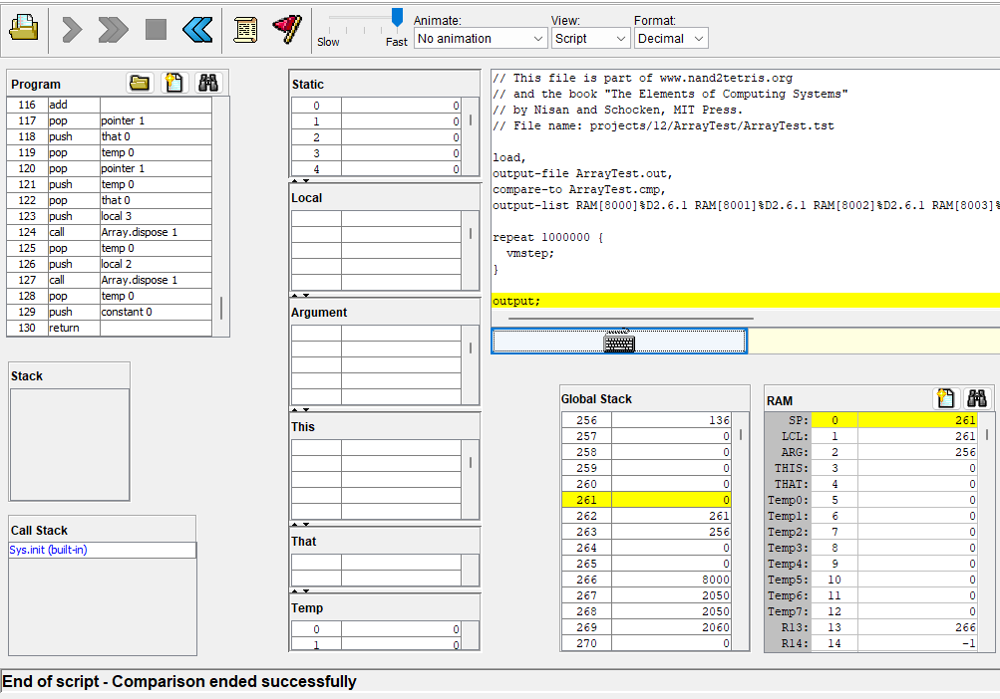 Slow Fast
Animate:
No animation
View:
Script
Format:
Decimal
Program
116 add
117 pop pointer 1
118 push that 0
119 pop temp 0
120 pop pointer 1
121 push temp 0
122 pop that 0
123 push local 3
124 call Array.dispose 1
125 pop temp 0
126 push local 2
127 call Array.dispose 1
128 pop temp 0
129 push constant 0
130 return
Stack
Call Stack
Sys.init (built-in)
Static
0 0
1 0
2 0
3 0
4 0
Local
Argument
This
That
Temp
0 0
1 0
// This file is part of www.nand2tetris.org
// and the book "The Elements of Computing Systems"
// by Nisan and Schocken, MIT Press.
// File name: projects/12/ArrayTest/ArrayTest.tst
load,
output-file ArrayTest.out,
compare-to ArrayTest.cmp,
output-list RAM[8000]%D2.6.1 RAM[8001]%D2.6.1 RAM[8002]%D2.6.1 RAM[8003]%
repeat 1000000 {
vmstep;
}
output;
Global Stack
256 136
257 0
258 0
259 0
260 0
261 0
262 261
263 256
264 0
265 0
266 8000
267 2050
268 2050
269 2060
270 0
RAM
SP: 0 261
LCL: 1 261
ARG: 2 256
THIS: 3 0
THAT: 4 0
Temp0: 5 0
Temp1: 6 0
Temp2: 7 0
Temp3: 8 0
Temp4: 9 0
Temp5: 10 0
Temp6: 11 0
Temp7: 12 0
R13: 13 266
R14: 14 -1
End of script - Comparison ended successfully